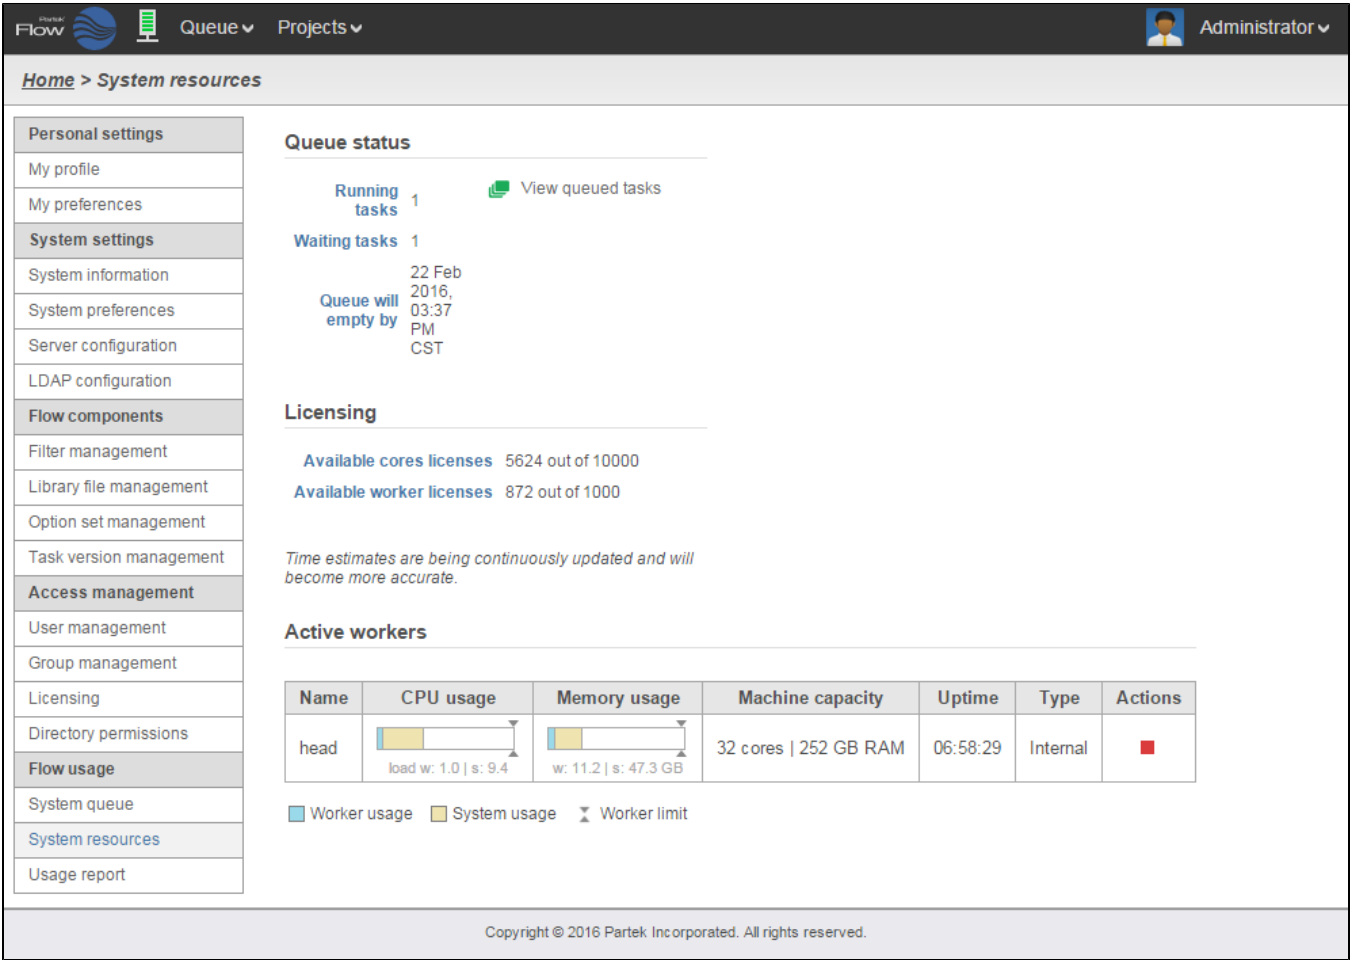 Partek
Flow
Queue
Projects
Administrator
Home > System resources
Personal settings
My profile
My preferences
System settings
System information
System preferences
Server configuration
LDAP configuration
Flow components
Filter management
Library file management
Option set management
Task version management
Access management
User management
Group management
Licensing
Directory permissions
Flow usage
System queue
System resources
Usage report
Queue status
Running tasks 1
View queued tasks
Waiting tasks 1
Queue will empty by 22 Feb 2016, 03:37 PM CST
Licensing
Available cores licenses 5624 out of 10000
Available worker licenses 872 out of 1000
Time estimates are being continuously updated and will
become more accurate.
Active workers
Name CPU usage Memory usage Machine capacity Uptime Type Actions
head load w: 1.0 | s: 9.4 w: 11.2 | s: 47.3 GB 32 cores | 252 GB RAM 06:58:29 Internal
Worker usage System usage Worker limit
Copyright © 2016 Partek Incorporated. All rights reserved.